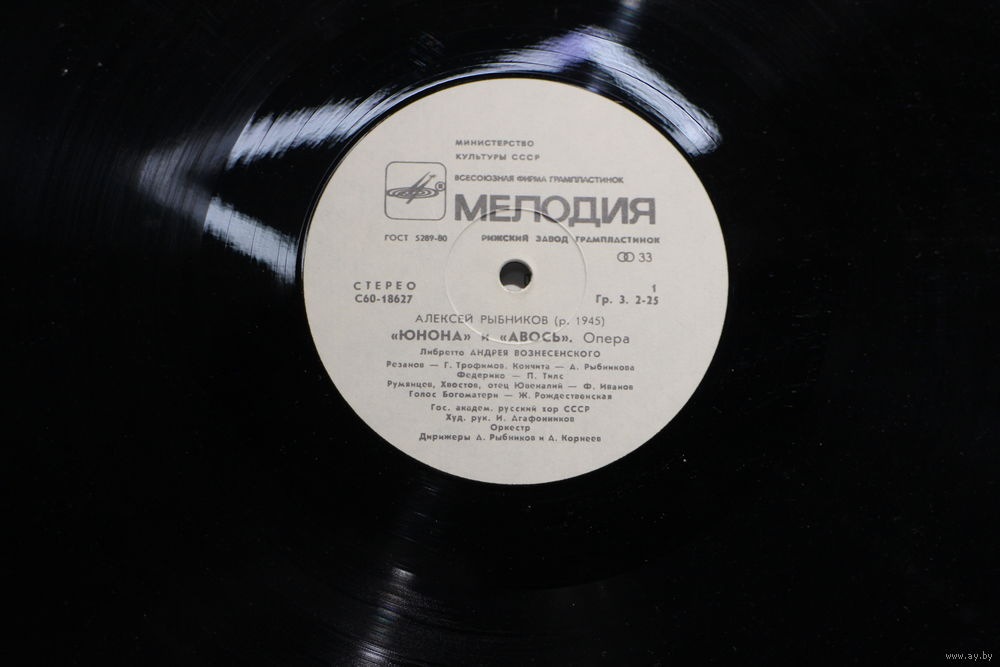 МИНИСТЕРСТВО
КУЛЬТУРЫ СССР
ВСЕСОЮЗНАЯ ФИРМА ГРАМПЛАСТИНОК
® МЕЛОДИЯ
ГОСТ 5289-80 РИЖСКИЙ ЗАВОД ГРАМПЛАСТИНОК
33
СТЕРЕО 1
С60-18627 Гр. 3. 2-25
АЛЕКСЕЙ РЫБНИКОВ (р. 1945)
«ЮНОНА» и «АВОСЬ». Опера
Либретто АНДРЕЯ ВОЗНЕСЕНСКОГО
Резанов — Г. Трофимов, Кончита — А. Рыбникова
Федерико — П. Тилс
Румянцев, Хвостов, отец Ювеналий — Ф. Иванов
Голос Богоматери — Ж. Рождественская
Гос. академ. русский хор СССР
Худ. рук. И. Агафонников
Оркестр
Дирижеры А. Рыбников и А. Корнеев
www.ay.by